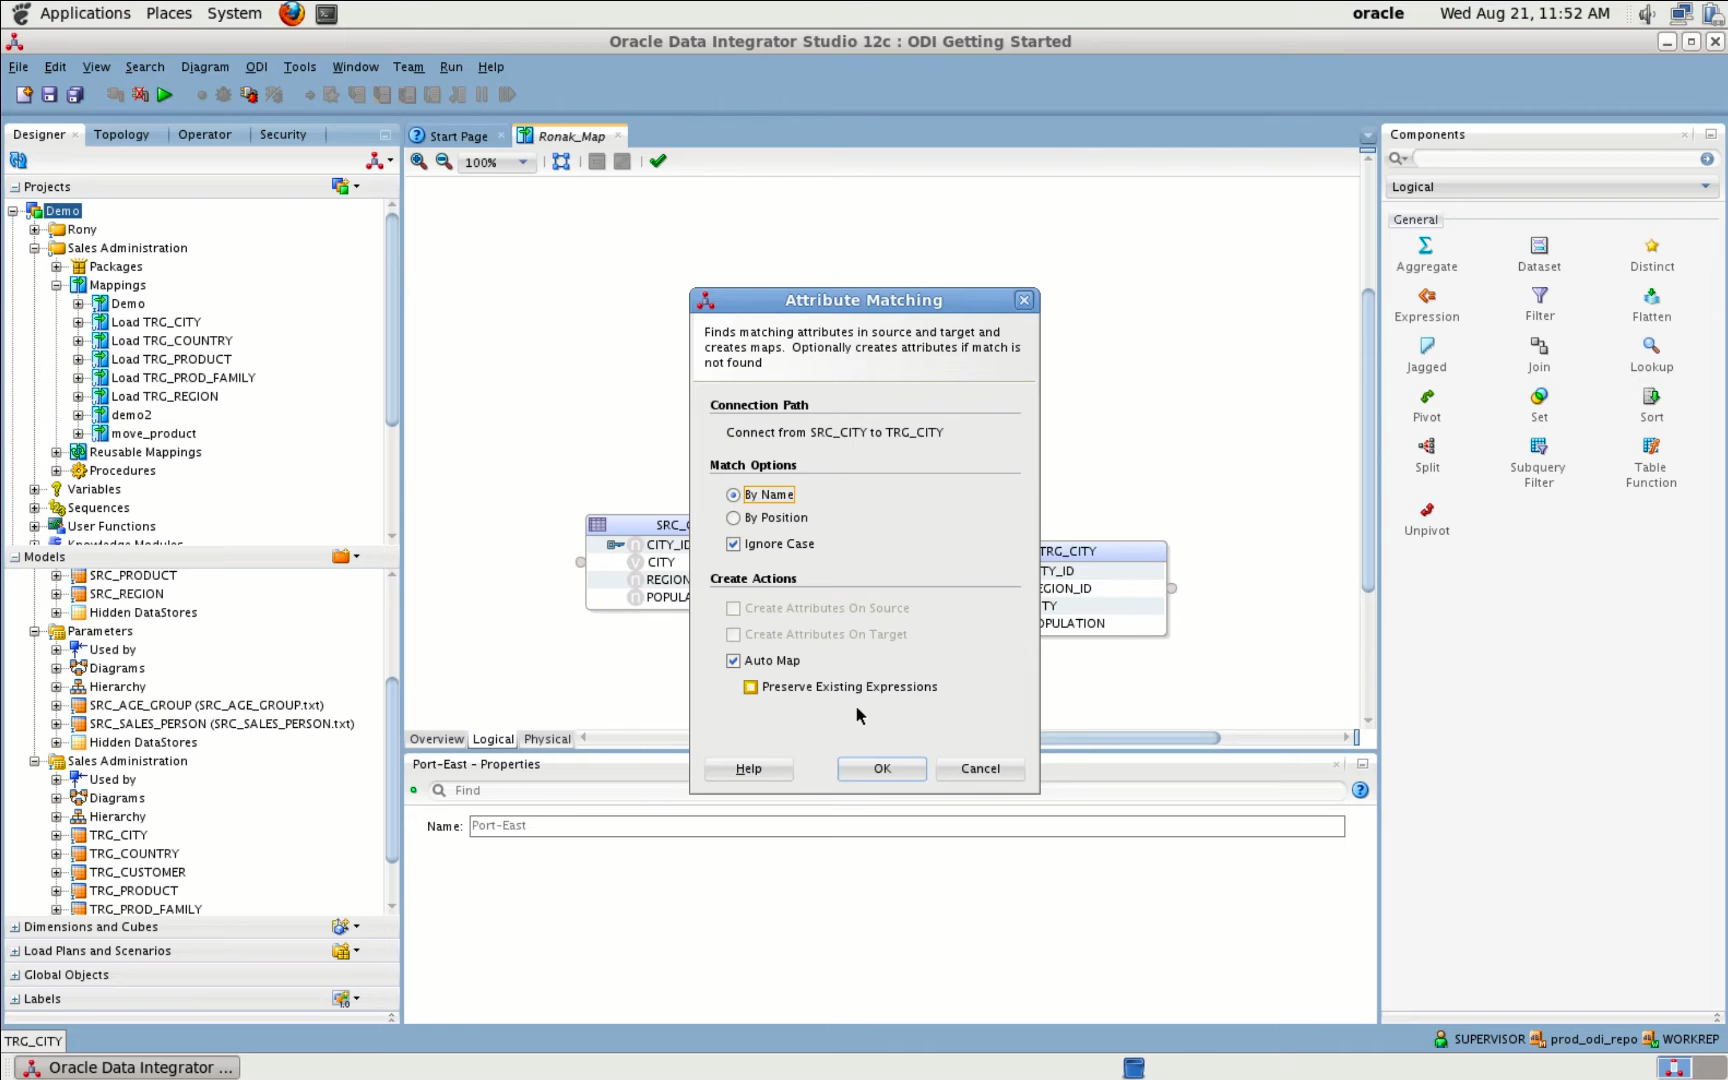 Applications Places System
oracle Wed Aug 21, 11:52 AM
Oracle Data Integrator Studio 12c : ODI Getting Started
File Edit View Search Diagram ODI Tools Window Team Run Help
Designer Topology Operator Security
Start Page Ronak_Map
Components
100%
Projects
Logical
General
Demo
Rony
Sales Administration
Packages
Mappings
Demo
Load TRG_CITY
Load TRG_COUNTRY
Load TRG_PRODUCT
Load TRG_PROD_FAMILY
Load TRG_REGION
demo2
move_product
Reusable Mappings
Procedures
Variables
Sequences
User Functions
Knowledge Modules
Models
SRC_PRODUCT
SRC_REGION
Hidden DataStores
Parameters
Used by
Diagrams
Hierarchy
SRC_AGE_GROUP (SRC_AGE_GROUP.txt)
SRC_SALES_PERSON (SRC_SALES_PERSON.txt)
Hidden DataStores
Sales Administration
Used by
Diagrams
Hierarchy
TRG_CITY
TRG_COUNTRY
TRG_CUSTOMER
TRG_PRODUCT
TRG_PROD_FAMILY
Dimensions and Cubes
Load Plans and Scenarios
Global Objects
Labels
SRC_C
CITY_ID
CITY
REGION
POPULA
Attribute Matching
Finds matching attributes in source and target and
creates maps. Optionally creates attributes if match is
not found
Connection Path
Connect from SRC_CITY to TRG_CITY
Match Options
By Name
By Position
Ignore Case
Create Actions
Create Attributes On Source
Create Attributes On Target
Auto Map
Preserve Existing Expressions
Help OK Cancel
TRG_CITY
TY_ID
EGION_ID
TY
OPULATION
Overview Logical Physical
Port-East - Properties
Find
Name: Port-East
Aggregate Dataset Distinct
Expression Filter Flatten
Jagged Join Lookup
Pivot Set Sort
Split Subquery Filter Table Function
Unpivot
TRG_CITY
SUPERVISOR prod_odi_repo WORKREP
Oracle Data Integrator ...